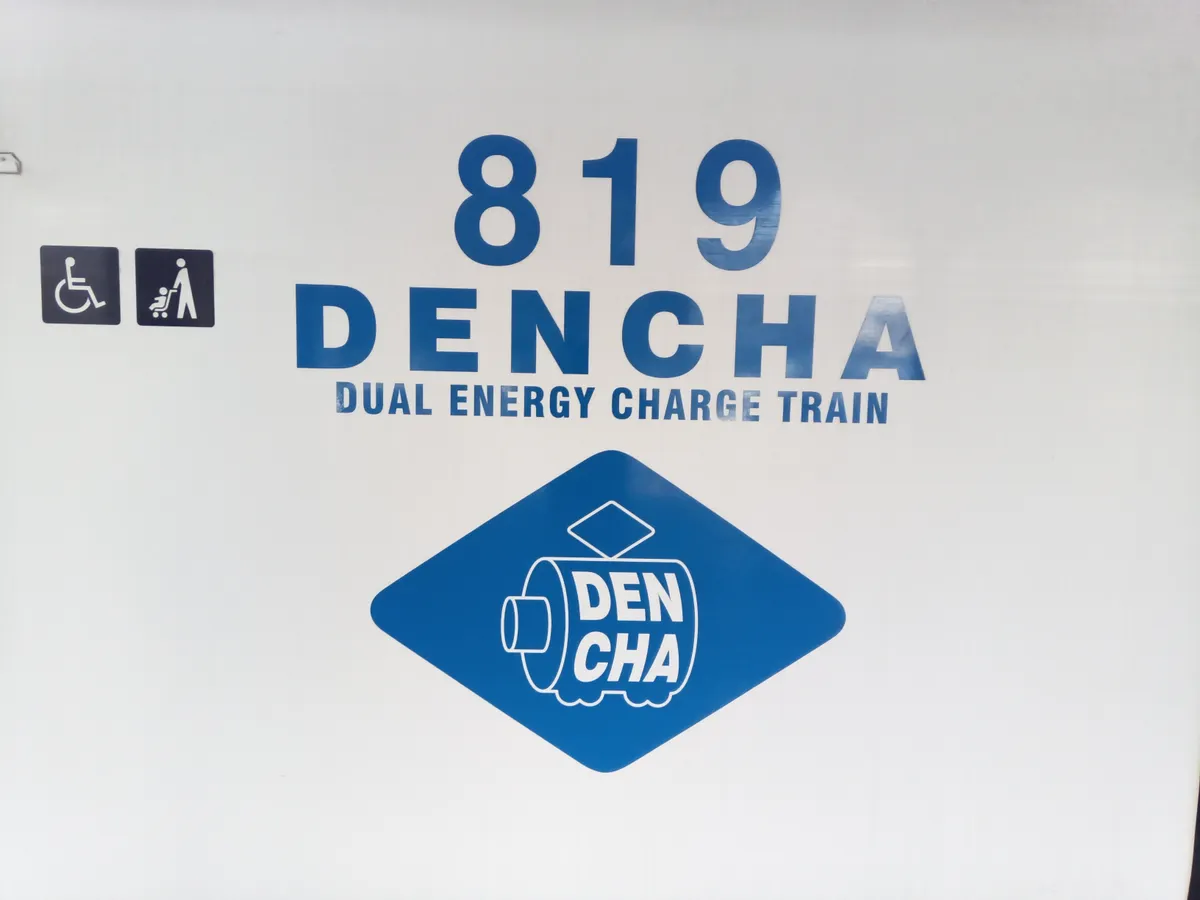 819
DENCHA
DUAL ENERGY CHARGE TRAIN
DEN
CHA